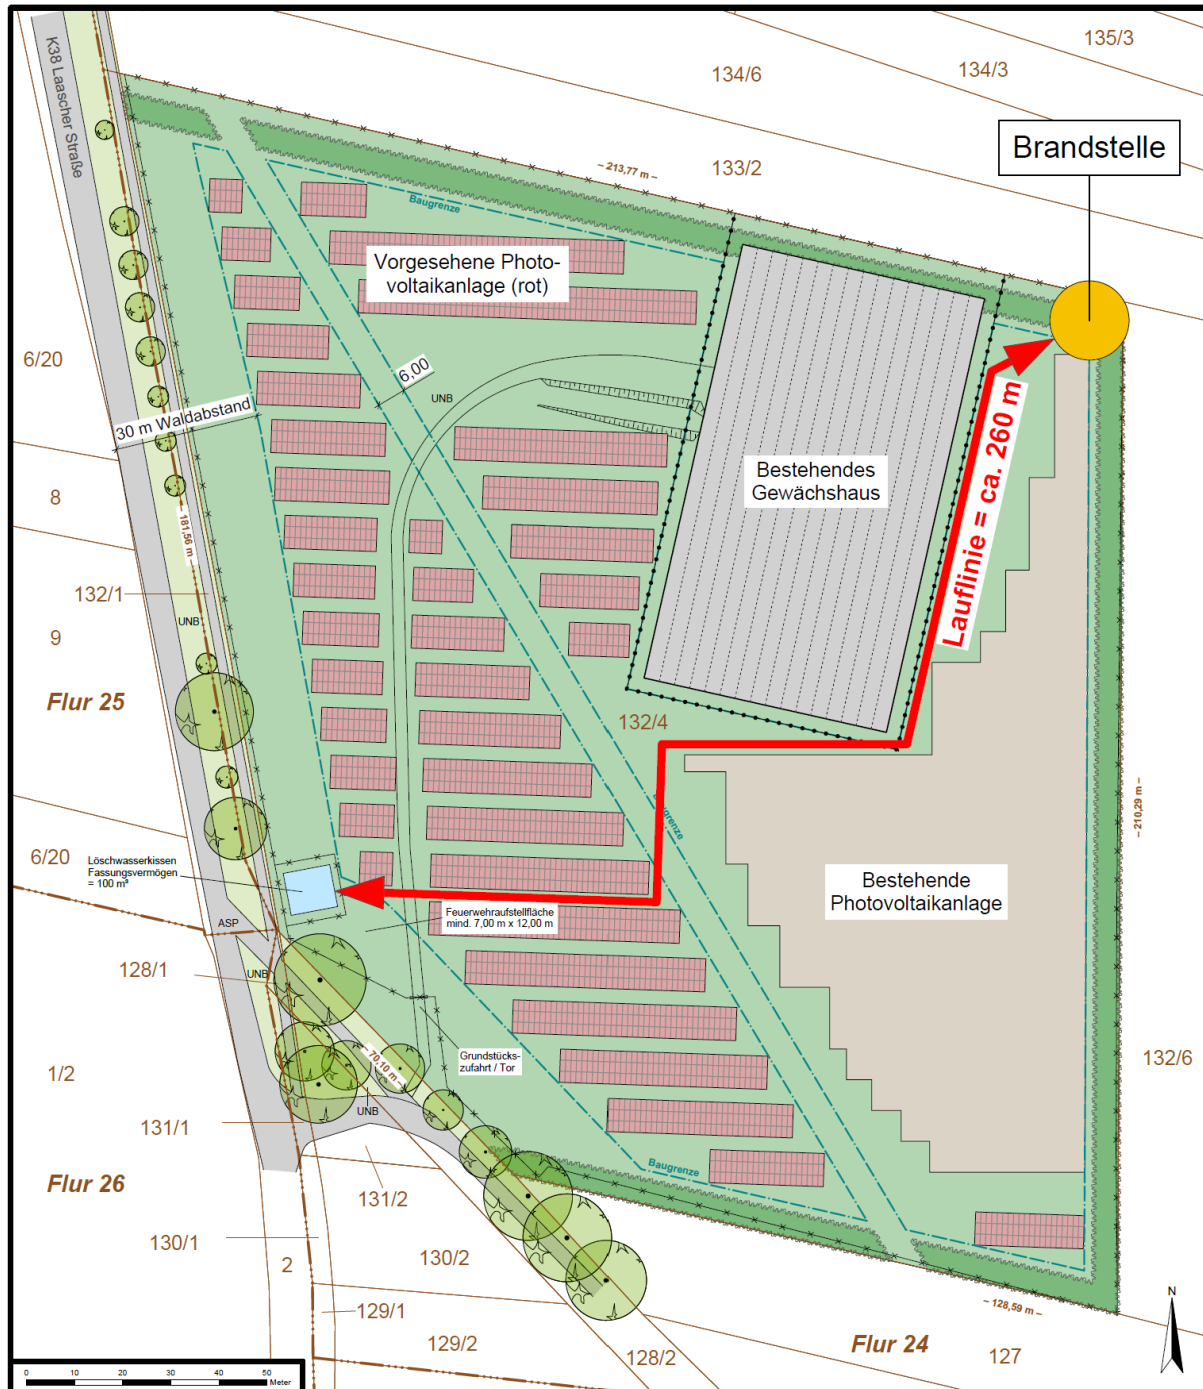 135/3
134/6
134/3
K38 Laascher Straße
Brandstelle
– 213,77 m –
133/2
Baugrenze
Vorgesehene Photo-
voltaikanlage (rot)
6/20
6,00
UNB
30 m Waldabstand
Lauflinie = ca. 260 m
Bestehendes
Gewächshaus
8
– 181,56 m –
132/1
UNB
9
Flur 25
132/4
Baugrenze
– 210,29 m –
6/20
Löschwasserkissen
Fassungsvermögen
= 100 m³
Bestehende
Photovoltaikanlage
Feuerwehraufstellfläche
mind. 7,00 m x 12,00 m
ASP
128/1
UNB
Grundstücks-
zufahrt / Tor
– 70,10 m –
132/6
1/2
UNB
131/1
Flur 26
131/2
Baugrenze
130/1
2
130/2
N
129/1
– 128,59 m –
129/2
128/2
Flur 24
127
0 10 20 30 40 50
Meter